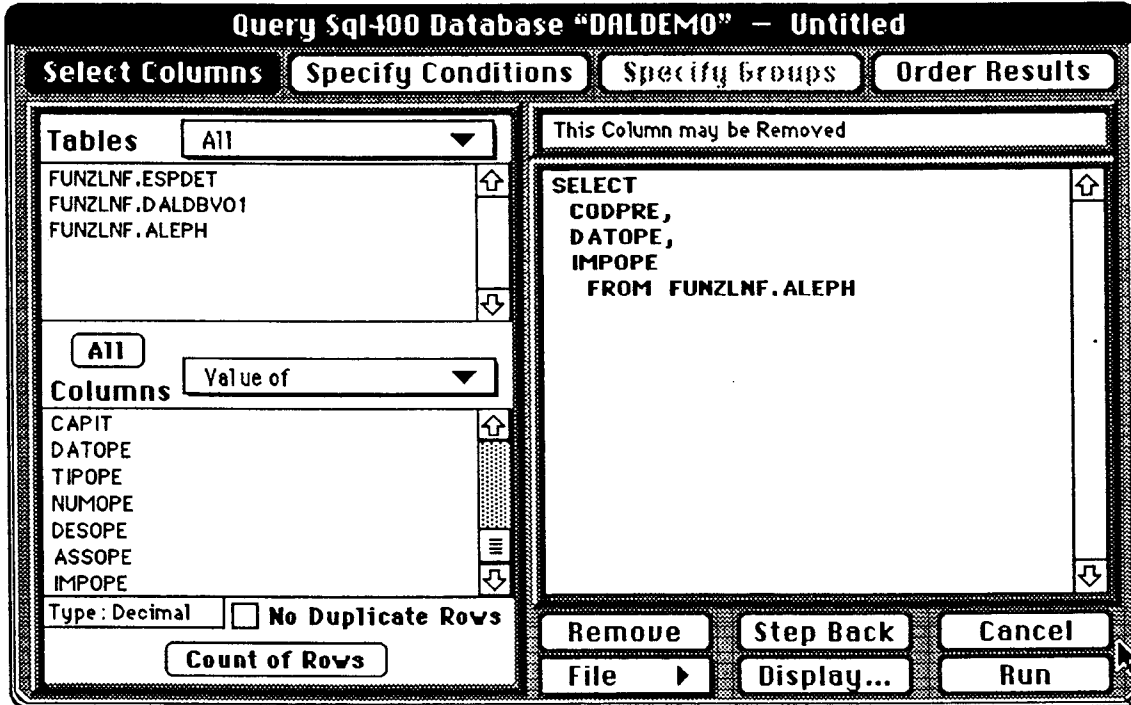 Query Sql400 Database “DALDEMO” — Untitled
Select Columns Specify Conditions Specify Groups Order Results
Tables All
FUNZLNF.ESPDET
FUNZLNF.DALDBV01
FUNZLNF.ALEPH
All
Columns Value of
CAPIT
DATOPE
TIPOPE
NUMOPE
DESOPE
ASSOPE
IMPOPE
Type: Decimal No Duplicate Rows
Count of Rows
This Column may be Removed
SELECT
CODPRE,
DATOPE,
IMPOPE
FROM FUNZLNF.ALEPH
Remove Step Back Cancel
File Display... Run